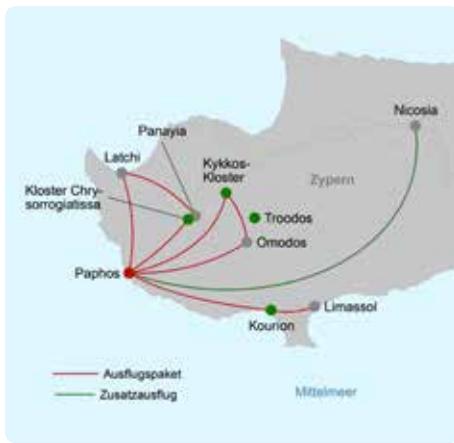 Nicosia
Panayia
Latchi
Kykkos-
Kloster
Zypern
Kloster Chry-
sorrogiatissa
Troodos
Omodos
Paphos
Limassol
Kourion
Ausflugspaket
Zusatzausflug
Mittelmeer